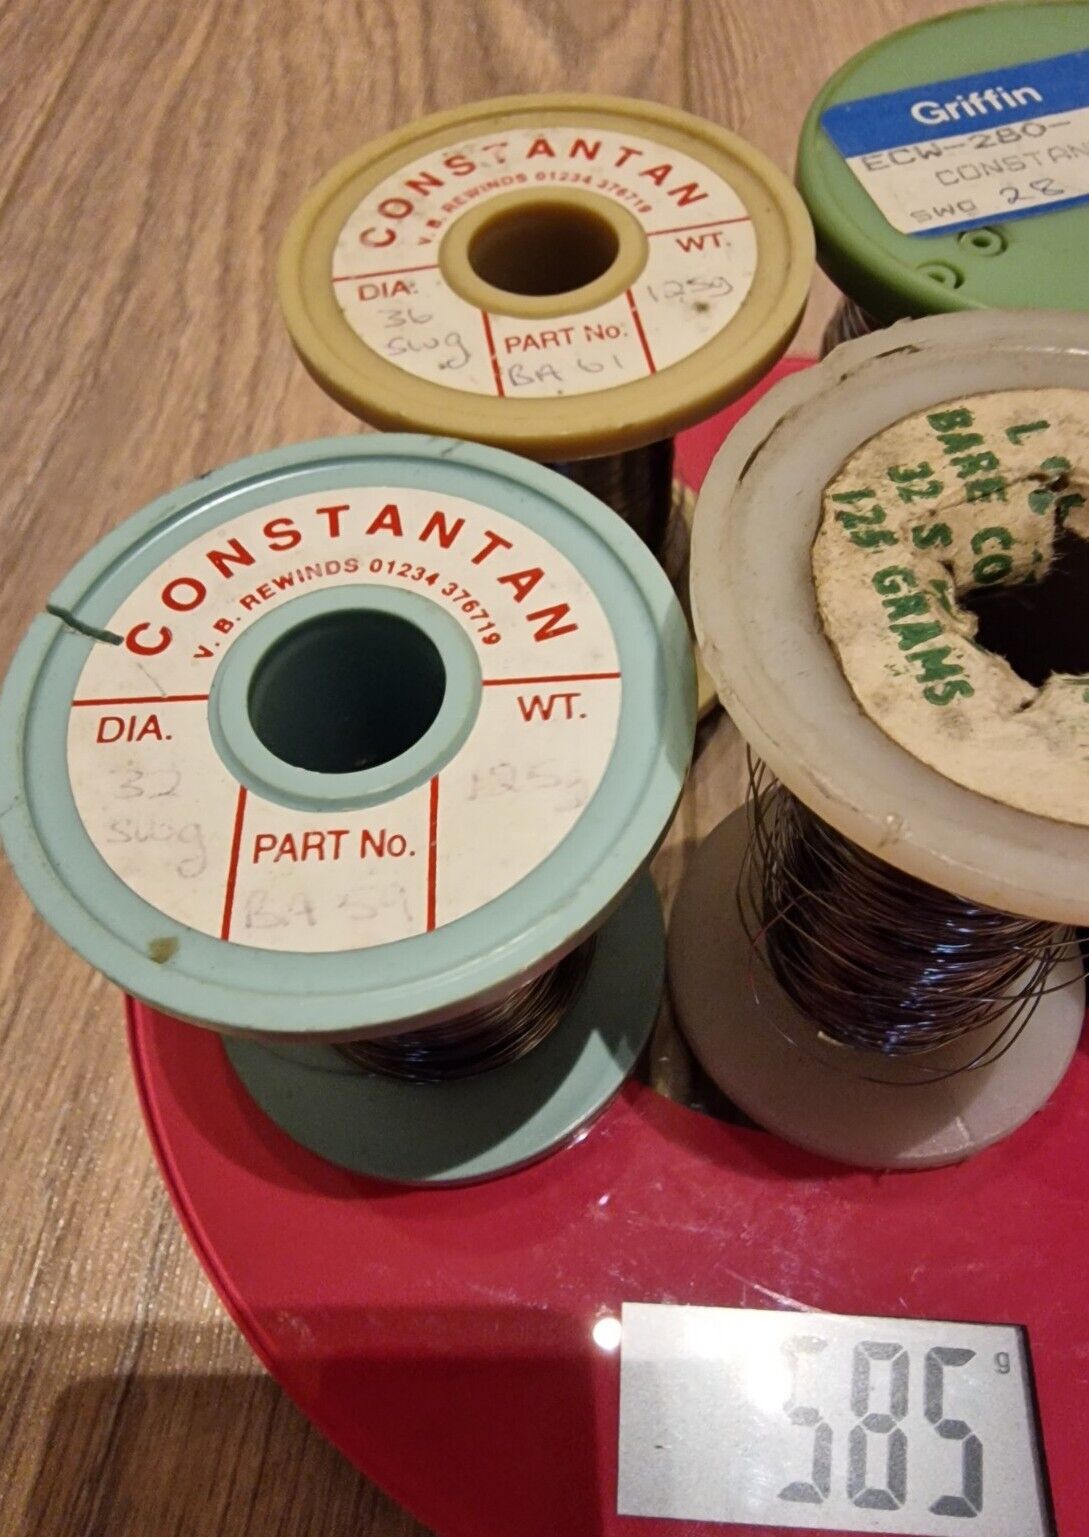 CONSTANTAN
V. B. REWINDS 01234 376719
DIA.
36
swg
WT.
125g
PART No.
BA 61
Griffin
ECW-280-
CONSTAN
SWG 28
CONSTANTAN
V. B. REWINDS 01234 376719
DIA.
32
swg
WT.
125g
PART No.
BA 59
BARE CO
32 S
125 GRAMS
585 g